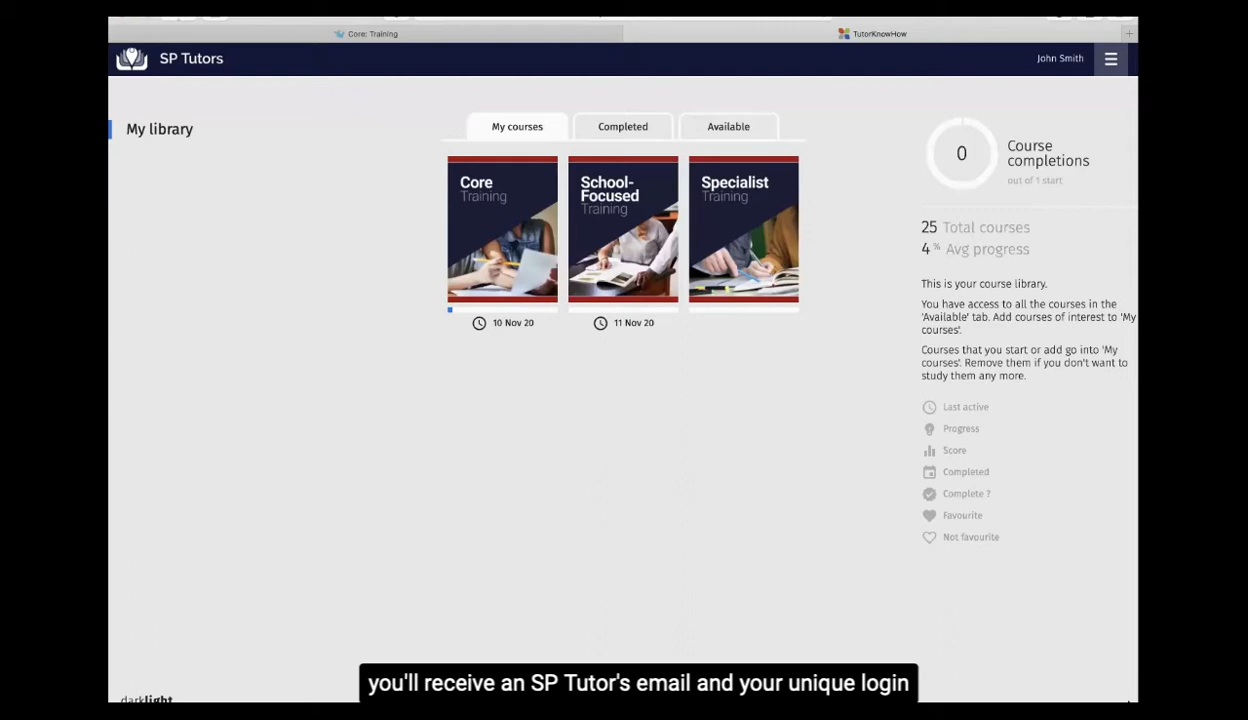 Core: Training
TutorKnowHow
SP Tutors
John Smith
My library
My courses
Completed
Available
Core
Training
School-
Focused
Training
Specialist
Training
10 Nov 20
11 Nov 20
0
Course
completions
out of 1 start
25 Total courses
4 % Avg progress
This is your course library.
You have access to all the courses in the
'Available' tab. Add courses of interest to 'My
courses'.
Courses that you start or add go into 'My
courses'. Remove them if you don't want to
study them any more.
Last active
Progress
Score
Completed
Complete ?
Favourite
Not favourite
darklight
you'll receive an SP Tutor's email and your unique login